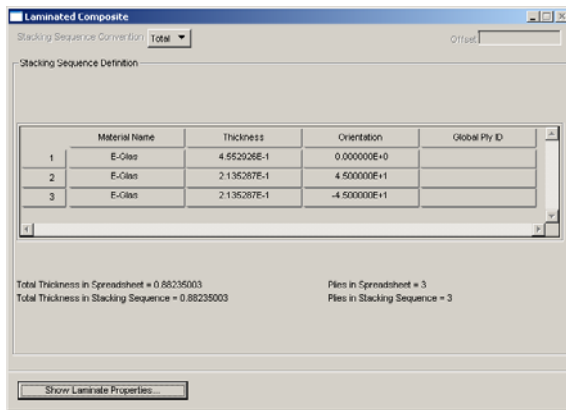 Laminated Composite
Stacking Sequence Convention Total Offset
Stacking Sequence Definition
Material Name Thickness Orientation Global Ply ID
1 E-Glas 4.552926E-1 0.000000E+0
2 E-Glas 2.135287E-1 4.500000E+1
3 E-Glas 2.135287E-1 -4.500000E+1
Total Thickness in Spreadsheet = 0.88235003 Plies in Spreadsheet = 3
Total Thickness in Stacking Sequence = 0.88235003 Plies in Stacking Sequence = 3
Show Laminate Properties...